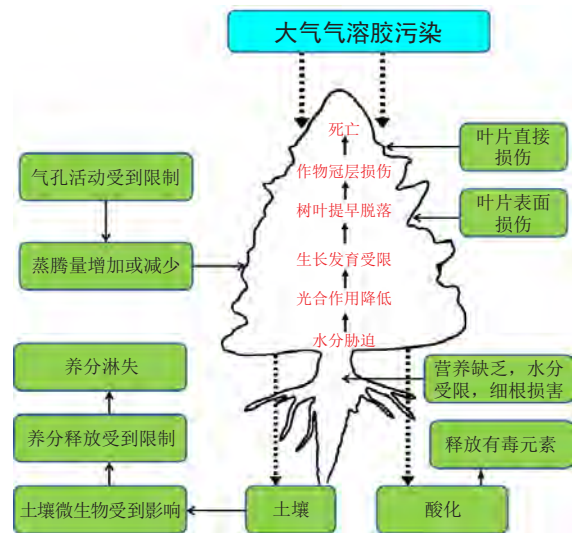 大气气溶胶污染
死亡
叶片直接
损伤
作物冠层损伤
气孔活动受到限制
树叶提早脱落
叶片表面
损伤
生长发育受限
蒸腾量增加或减少
光合作用降低
水分胁迫
养分淋失
营养缺乏，水分
受限，细根损害
养分释放受到限制
释放有毒元素
土壤微生物受到影响
土壤
酸化